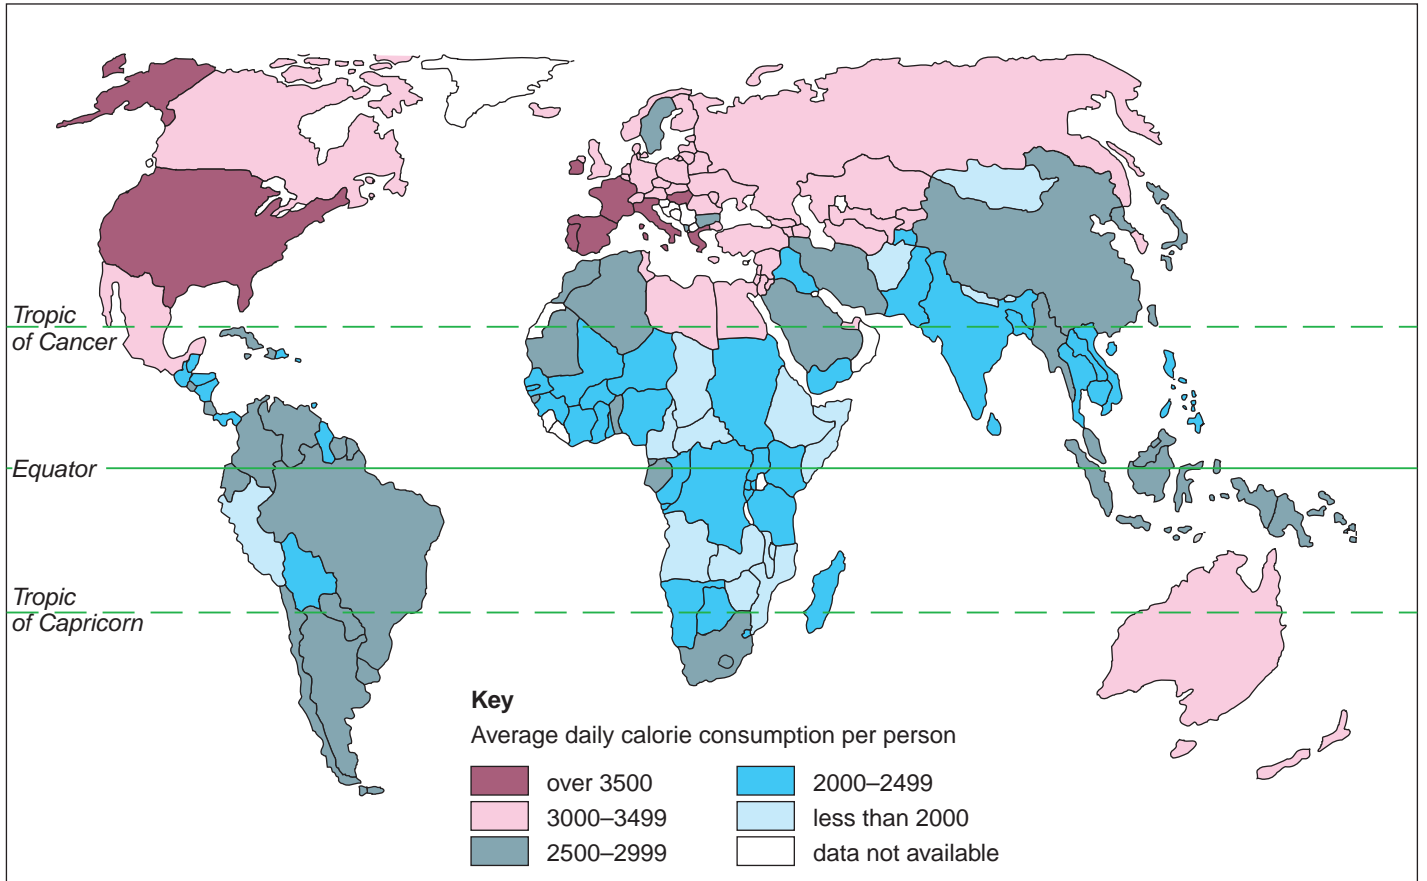 Tropic
of Cancer
Equator
Tropic
of Capricorn
Key
Average daily calorie consumption per person
over 3500
3000–3499
2500–2999
2000–2499
less than 2000
data not available